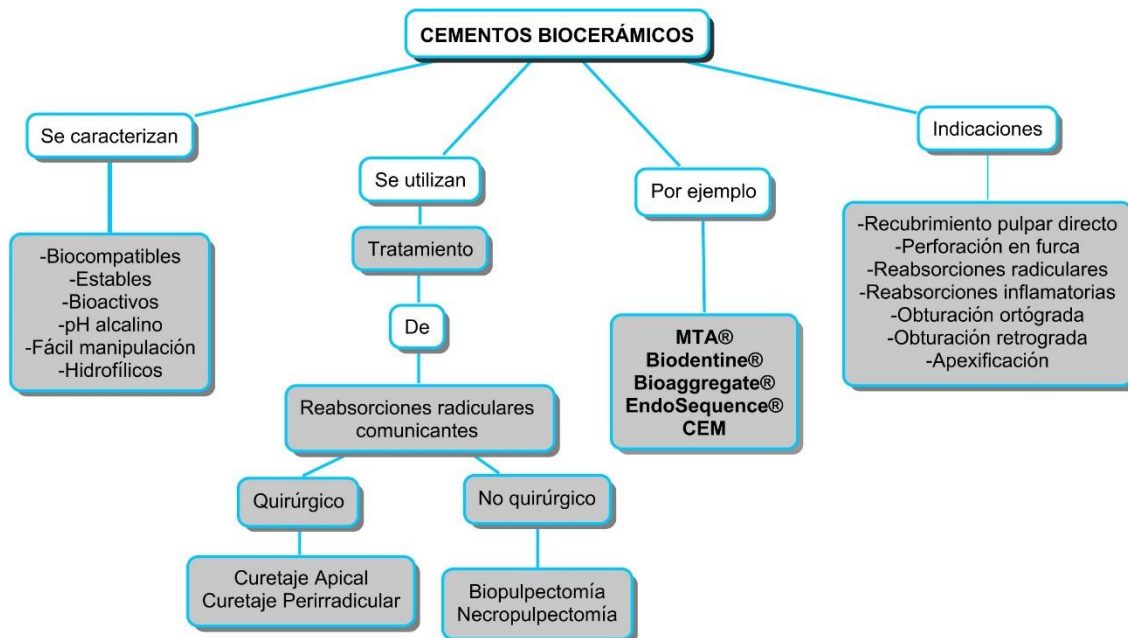 CEMENTOS BIOCERÁMICOS
Se caracterizan
-Biocompatibles
-Estables
-Bioactivos
-pH alcalino
-Fácil manipulación
-Hidrofílicos
Se utilizan
Tratamiento
De
Reabsorciones radiculares
comunicantes
Quirúrgico
Curetaje Apical
Curetaje Perirradicular
No quirúrgico
Biopulpectomía
Necropulpectomía
Por ejemplo
MTA®
Biodentine®
Bioaggregate®
EndoSequence®
CEM
Indicaciones
-Recubrimiento pulpar directo
-Perforación en furca
-Reabsorciones radiculares
-Reabsorciones inflamatorias
-Obturación ortógrada
-Obturación retrograda
-Apexificación